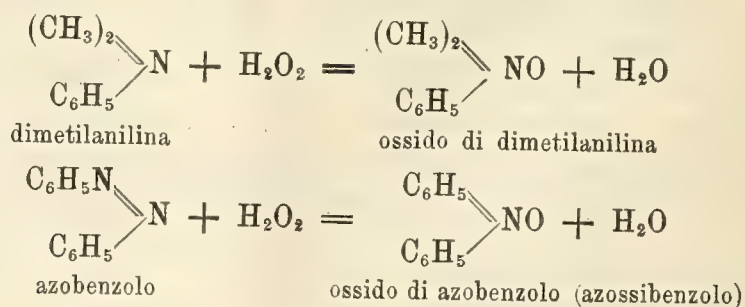 (CH₃)₂
N + H₂O₂ = NO + H₂O
C₆H₅
dimetilanilina
(CH₃)₂
C₆H₅
ossido di dimetilanilina
C₆H₅N
N + H₂O₂ = NO + H₂O
C₆H₅
azobenzolo
C₆H₅
C₆H₅
ossido di azobenzolo (azossibenzolo)